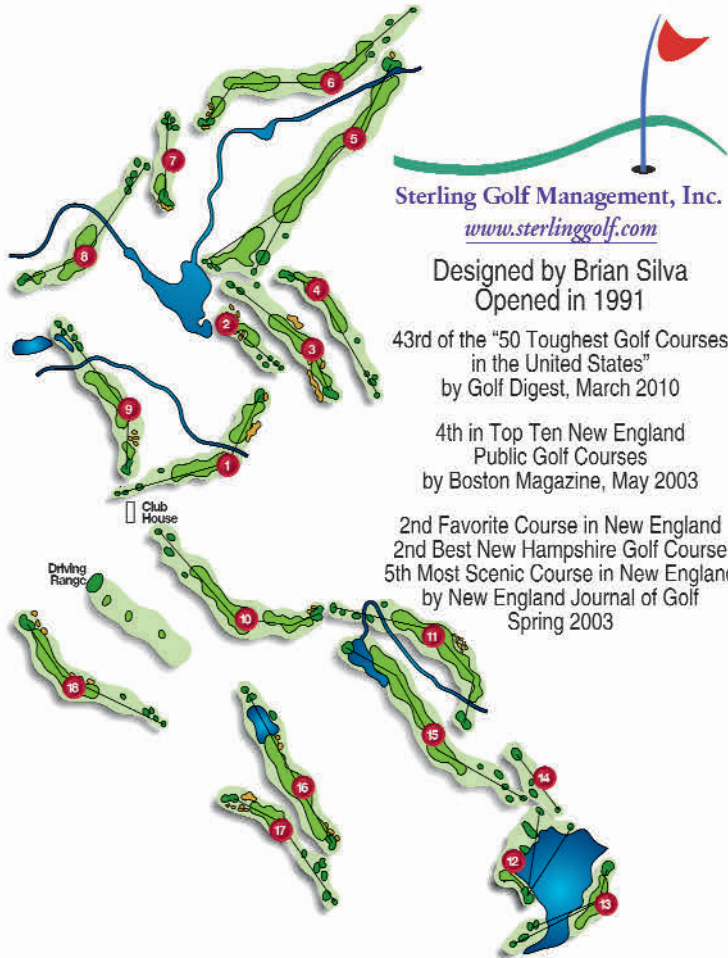 6
5
7
8
4
2
3
9
1
Club
House
Driving
Range
10
11
18
15
14
16
17
12
13
Sterling Golf Management, Inc.
www.sterlinggolf.com
Designed by Brian Silva
Opened in 1991
43rd of the “50 Toughest Golf Courses
in the United States”
by Golf Digest, March 2010
4th in Top Ten New England
Public Golf Courses
by Boston Magazine, May 2003
2nd Favorite Course in New England
2nd Best New Hampshire Golf Course
5th Most Scenic Course in New England
by New England Journal of Golf
Spring 2003